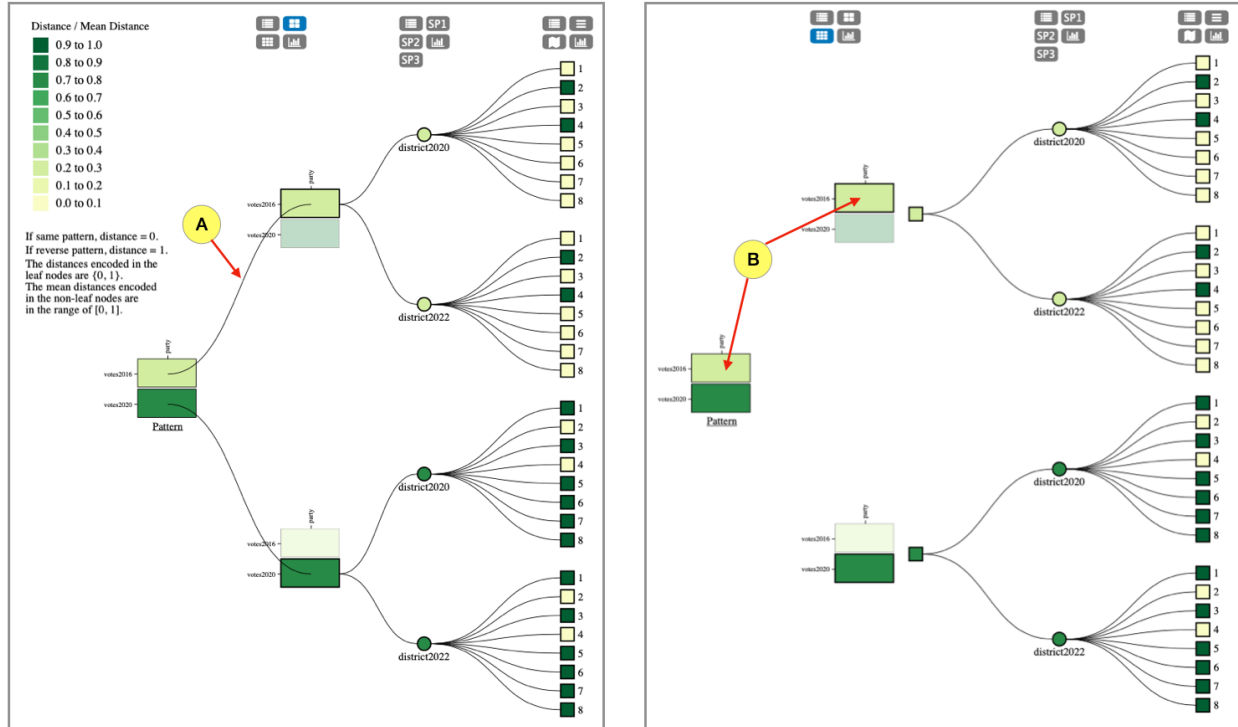 Distance / Mean Distance
0.9 to 1.0
0.8 to 0.9
0.7 to 0.8
0.6 to 0.7
0.5 to 0.6
0.4 to 0.5
0.3 to 0.4
0.2 to 0.3
0.1 to 0.2
0.0 to 0.1
If same pattern, distance = 0.
If reverse pattern, distance = 1.
The distances encoded in the
leaf nodes are {0, 1}.
The mean distances encoded
in the non-leaf nodes are
in the range of [0, 1].
A
party
votes2016
votes2020
Pattern
party
votes2016
votes2020
party
votes2016
votes2020
SP1
SP2
SP3
district2020
district2022
district2020
district2022
1
2
3
4
5
6
7
8
1
2
3
4
5
6
7
8
1
2
3
4
5
6
7
8
1
2
3
4
5
6
7
8
B
party
votes2016
votes2020
Pattern
party
votes2016
votes2020
party
votes2016
votes2020
SP1
SP2
SP3
district2020
district2022
district2020
district2022
1
2
3
4
5
6
7
8
1
2
3
4
5
6
7
8
1
2
3
4
5
6
7
8
1
2
3
4
5
6
7
8